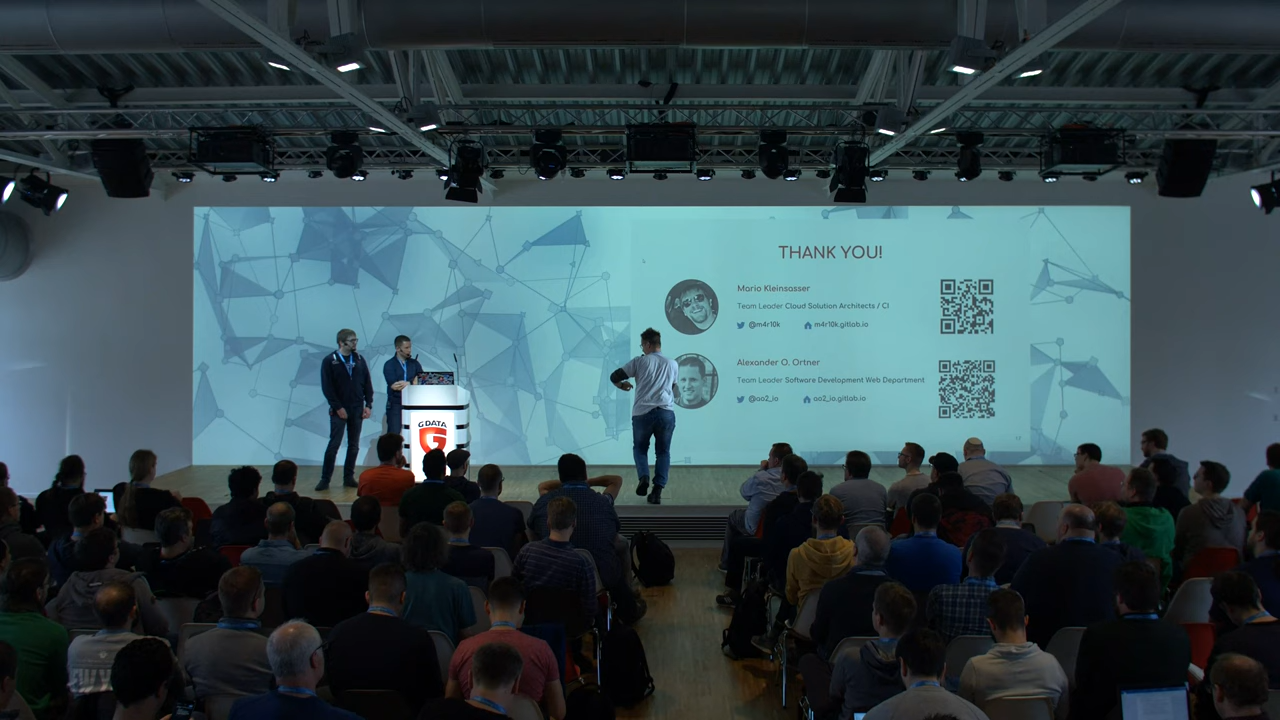 THANK YOU!
Mario Kleinsasser
Team Leader Cloud Solution Architects / CI
@m4r10k m4r10k.gitlab.io
Alexander O. Ortner
Team Leader Software Development Web Department
@ao2_io ao2_io.gitlab.io
G DATA